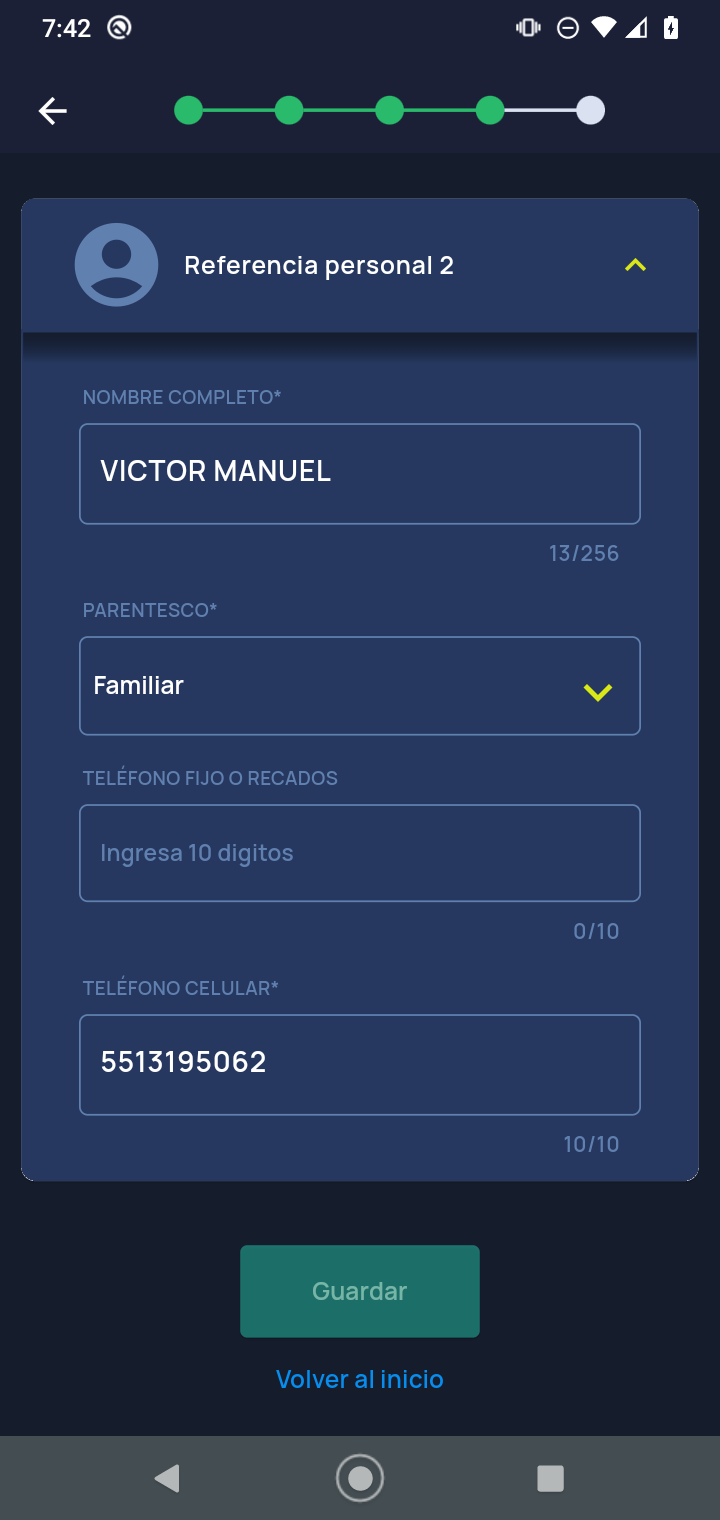 7:42
Referencia personal 2
NOMBRE COMPLETO*
VICTOR MANUEL
13/256
PARENTESCO*
Familiar
TELÉFONO FIJO O RECADOS
Ingresa 10 digitos
0/10
TELÉFONO CELULAR*
5513195062
10/10
Guardar
Volver al inicio